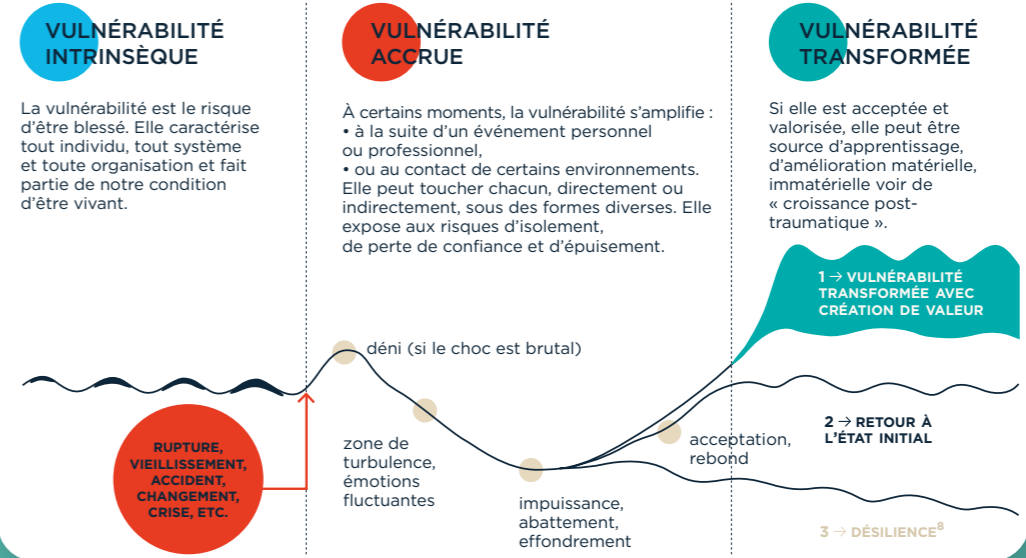 VULNÉRABILITÉ
INTRINSÈQUE
La vulnérabilité est le risque
d'être blessé. Elle caractérise
tout individu, tout système
et toute organisation et fait
partie de notre condition
d'être vivant.
VULNÉRABILITÉ
ACCRUE
À certains moments, la vulnérabilité s'amplifie :
• à la suite d'un événement personnel
ou professionnel,
• ou au contact de certains environnements.
Elle peut toucher chacun, directement ou
indirectement, sous des formes diverses. Elle
expose aux risques d'isolement,
de perte de confiance et d'épuisement.
VULNÉRABILITÉ
TRANSFORMÉE
Si elle est acceptée et
valorisée, elle peut être
source d'apprentissage,
d'amélioration matérielle,
immatérielle voir de
« croissance post-
traumatique ».
RUPTURE,
VIEILLISSEMENT,
ACCIDENT,
CHANGEMENT,
CRISE, ETC.
déni (si le choc est brutal)
zone de
turbulence,
émotions
fluctuantes
impuissance,
abattement,
effondrement
acceptation,
rebond
1 → VULNÉRABILITÉ
TRANSFORMÉE AVEC
CRÉATION DE VALEUR
2 → RETOUR À
L'ÉTAT INITIAL
3 → DÉSILIENCE⁸